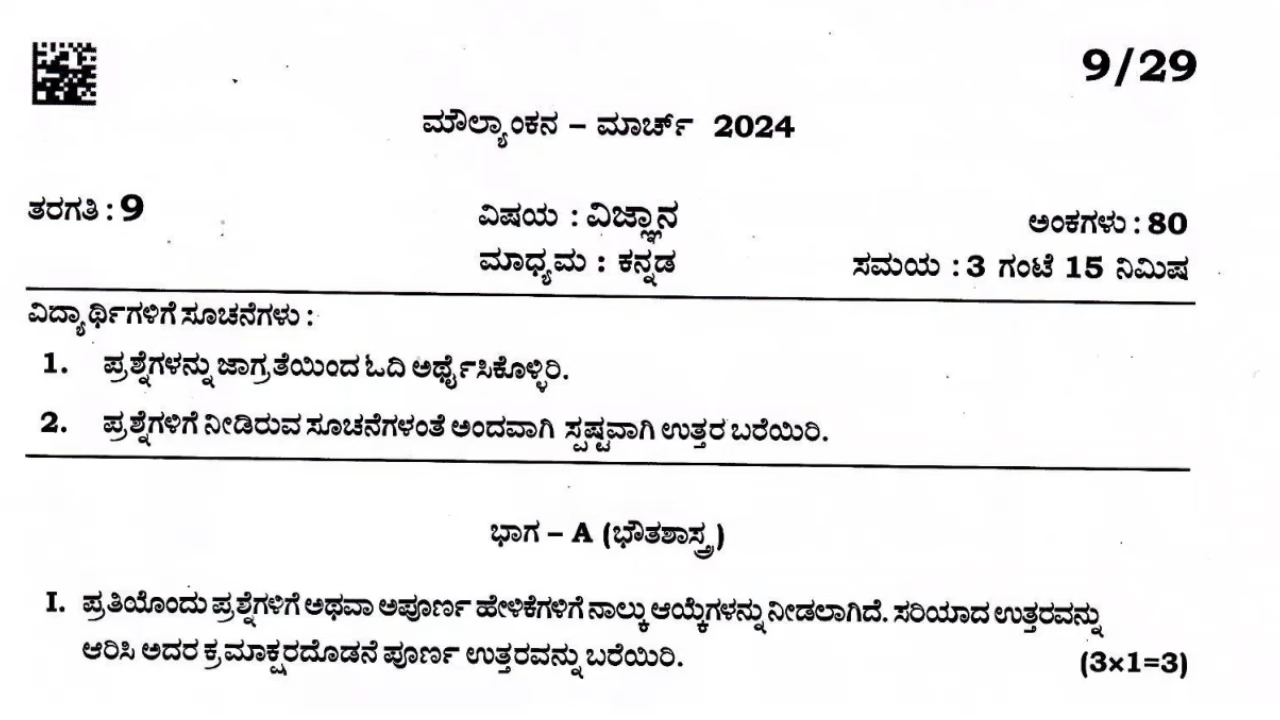 9/29
ಮೌಲ್ಯಾಂಕನ – ಮಾರ್ಚ್ 2024
ತರಗತಿ : 9
ವಿಷಯ : ವಿಜ್ಞಾನ
ಅಂಕಗಳು : 80
ಮಾಧ್ಯಮ : ಕನ್ನಡ
ಸಮಯ : 3 ಗಂಟೆ 15 ನಿಮಿಷ
ವಿದ್ಯಾರ್ಥಿಗಳಿಗೆ ಸೂಚನೆಗಳು :
1. ಪ್ರಶ್ನೆಗಳನ್ನು ಜಾಗ್ರತೆಯಿಂದ ಓದಿ ಅರ್ಥೈಸಿಕೊಳ್ಳಿರಿ.
2. ಪ್ರಶ್ನೆಗಳಿಗೆ ನೀಡಿರುವ ಸೂಚನೆಗಳಂತೆ ಅಂದವಾಗಿ ಸ್ಪಷ್ಟವಾಗಿ ಉತ್ತರ ಬರೆಯಿರಿ.
ಭಾಗ – A (ಭೌತಶಾಸ್ತ್ರ)
I. ಪ್ರತಿಯೊಂದು ಪ್ರಶ್ನೆಗಳಿಗೆ ಅಥವಾ ಅಪೂರ್ಣ ಹೇಳಿಕೆಗಳಿಗೆ ನಾಲ್ಕು ಆಯ್ಕೆಗಳನ್ನು ನೀಡಲಾಗಿದೆ. ಸರಿಯಾದ ಉತ್ತರವನ್ನು
ಆರಿಸಿ ಅದರ ಕ್ರಮಾಕ್ಷರದೊಡನೆ ಪೂರ್ಣ ಉತ್ತರವನ್ನು ಬರೆಯಿರಿ. (3×1=3)